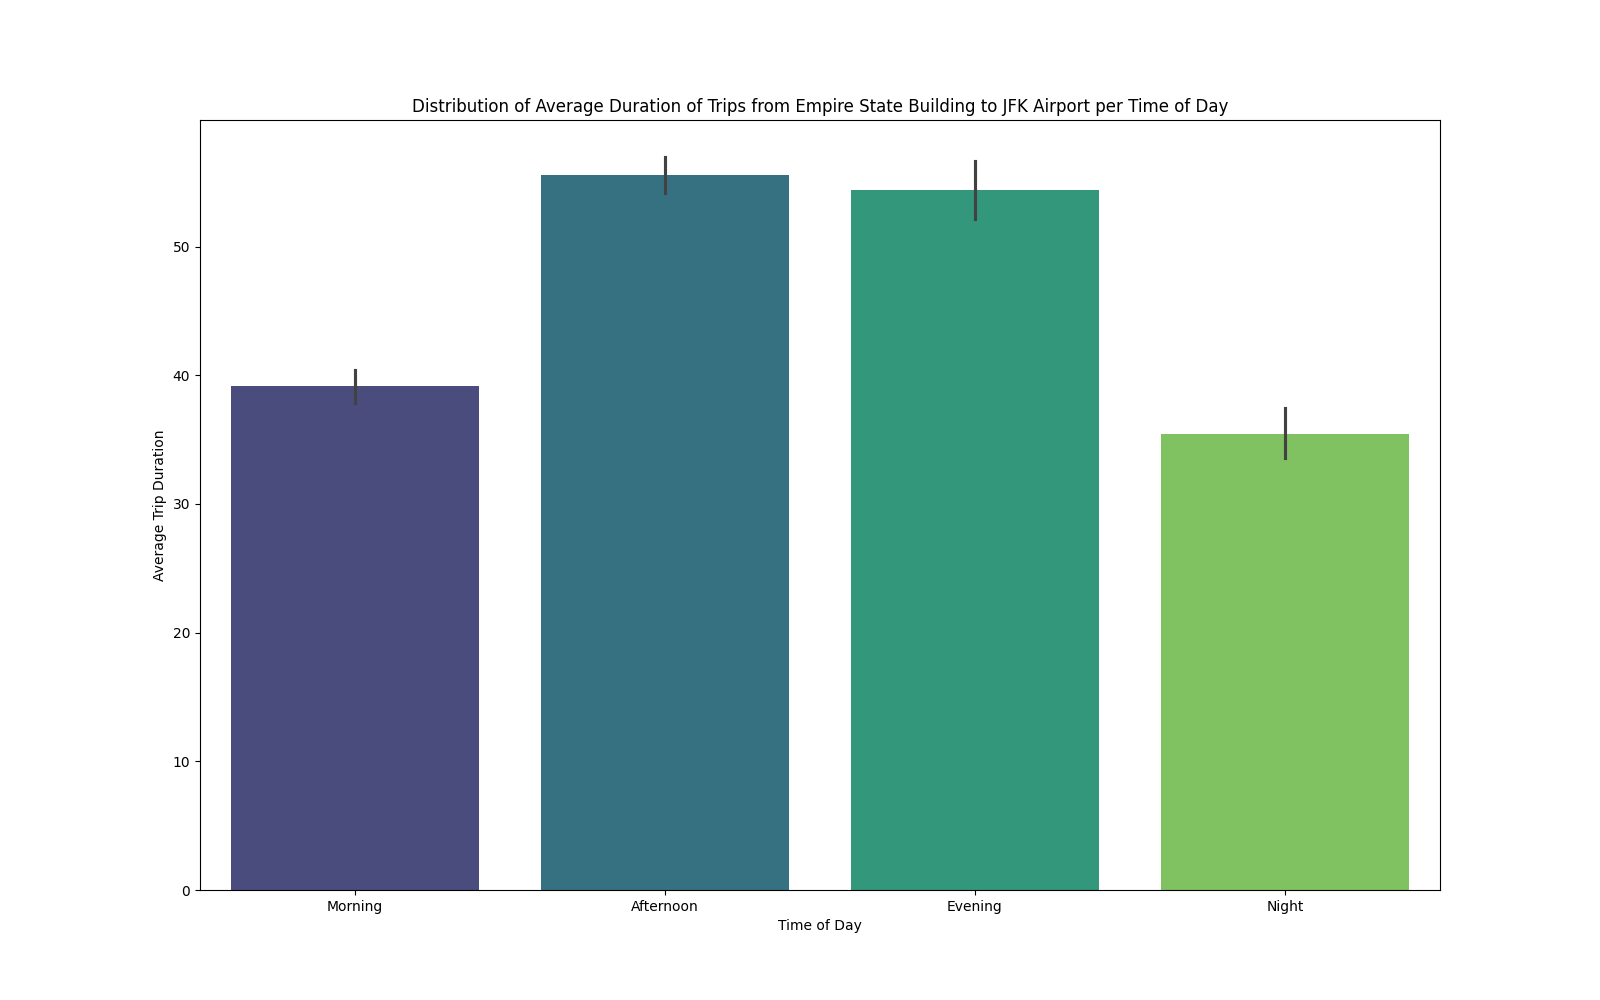 Distribution of Average Duration of Trips from Empire State Building to JFK Airport per Time of Day
Average Trip Duration
50
40
30
20
10
0
Morning
Afternoon
Evening
Night
Time of Day